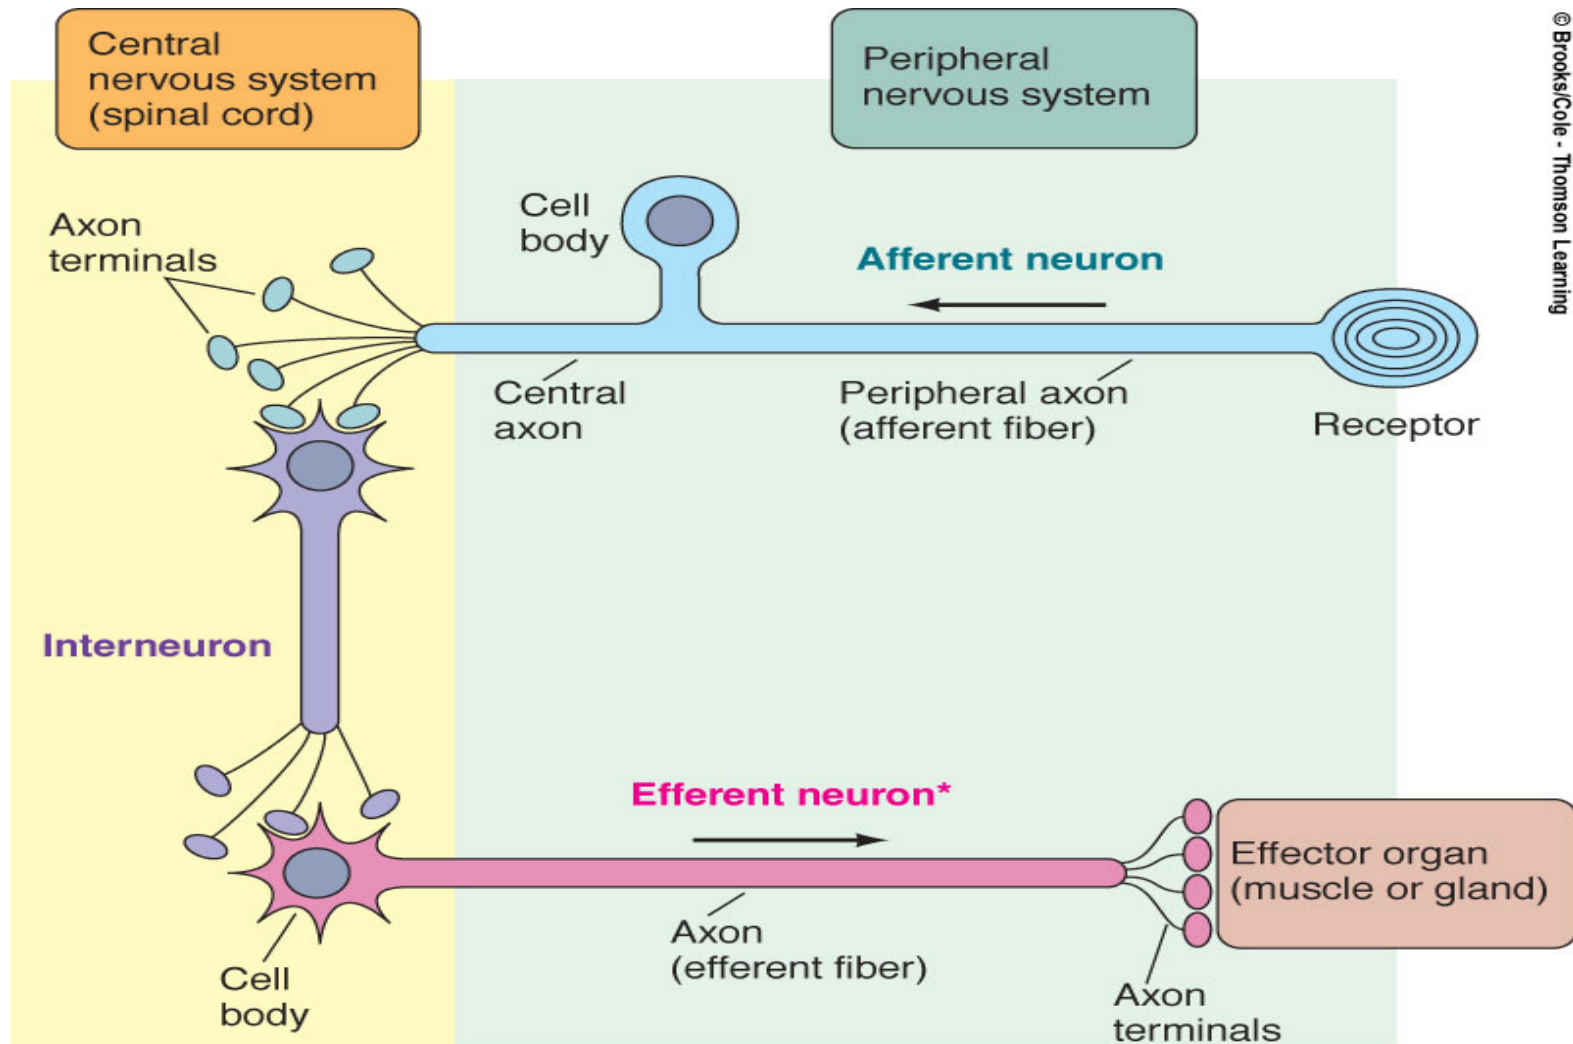 Central
nervous system
(spinal cord)
Peripheral
nervous system
© Brooks/Cole - Thomson Learning
Axon
terminals
Cell
body
Afferent neuron
Central
axon
Peripheral axon
(afferent fiber)
Receptor
Interneuron
Efferent neuron*
Effector organ
(muscle or gland)
Axon
(efferent fiber)
Cell
body
Axon
terminals